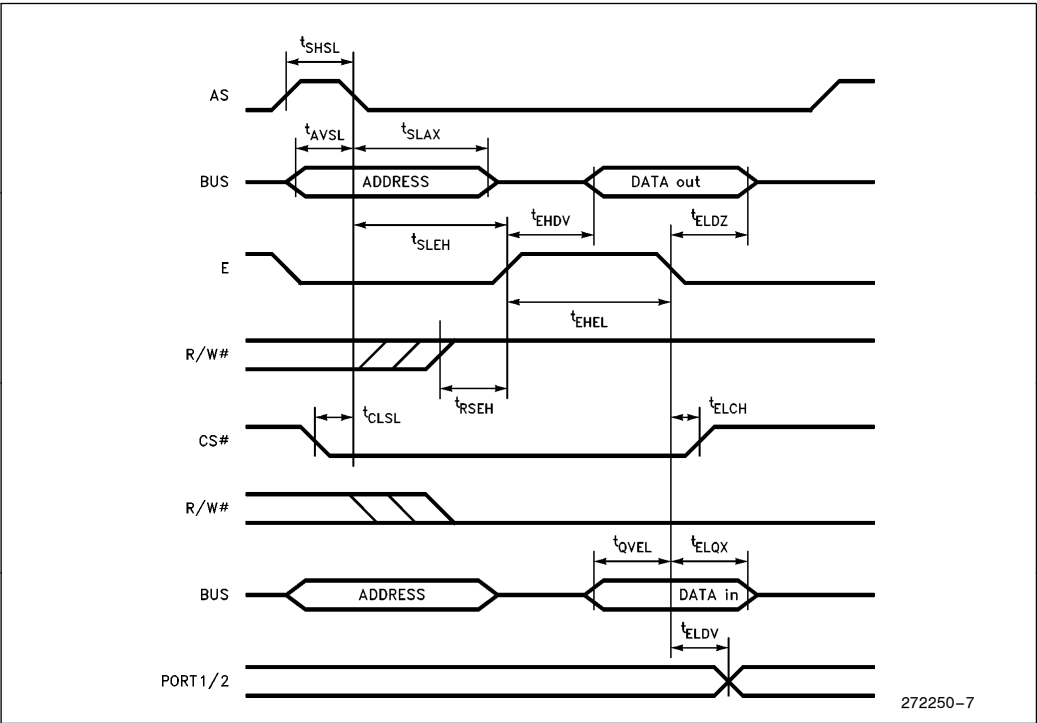 tSHSL
AS
tAVSL tSLAX
BUS ADDRESS DATA out
tSLEH tEHDV tELDZ
E
tEHEL
R/W#
tCLSL tRSEH tELCH
CS#
R/W#
tQVEL tELQX
BUS ADDRESS DATA in
tELDV
PORT1/2
272250-7